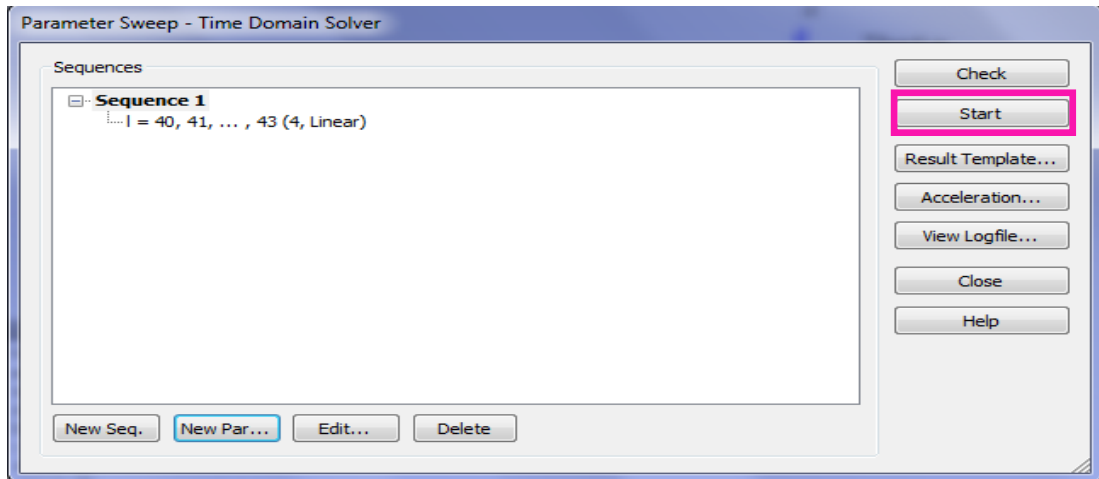 Parameter Sweep - Time Domain Solver
Sequences
Sequence 1
l = 40, 41, ... , 43 (4, Linear)
Check
Start
Result Template...
Acceleration...
View Logfile...
Close
Help
New Seq.
New Par...
Edit...
Delete